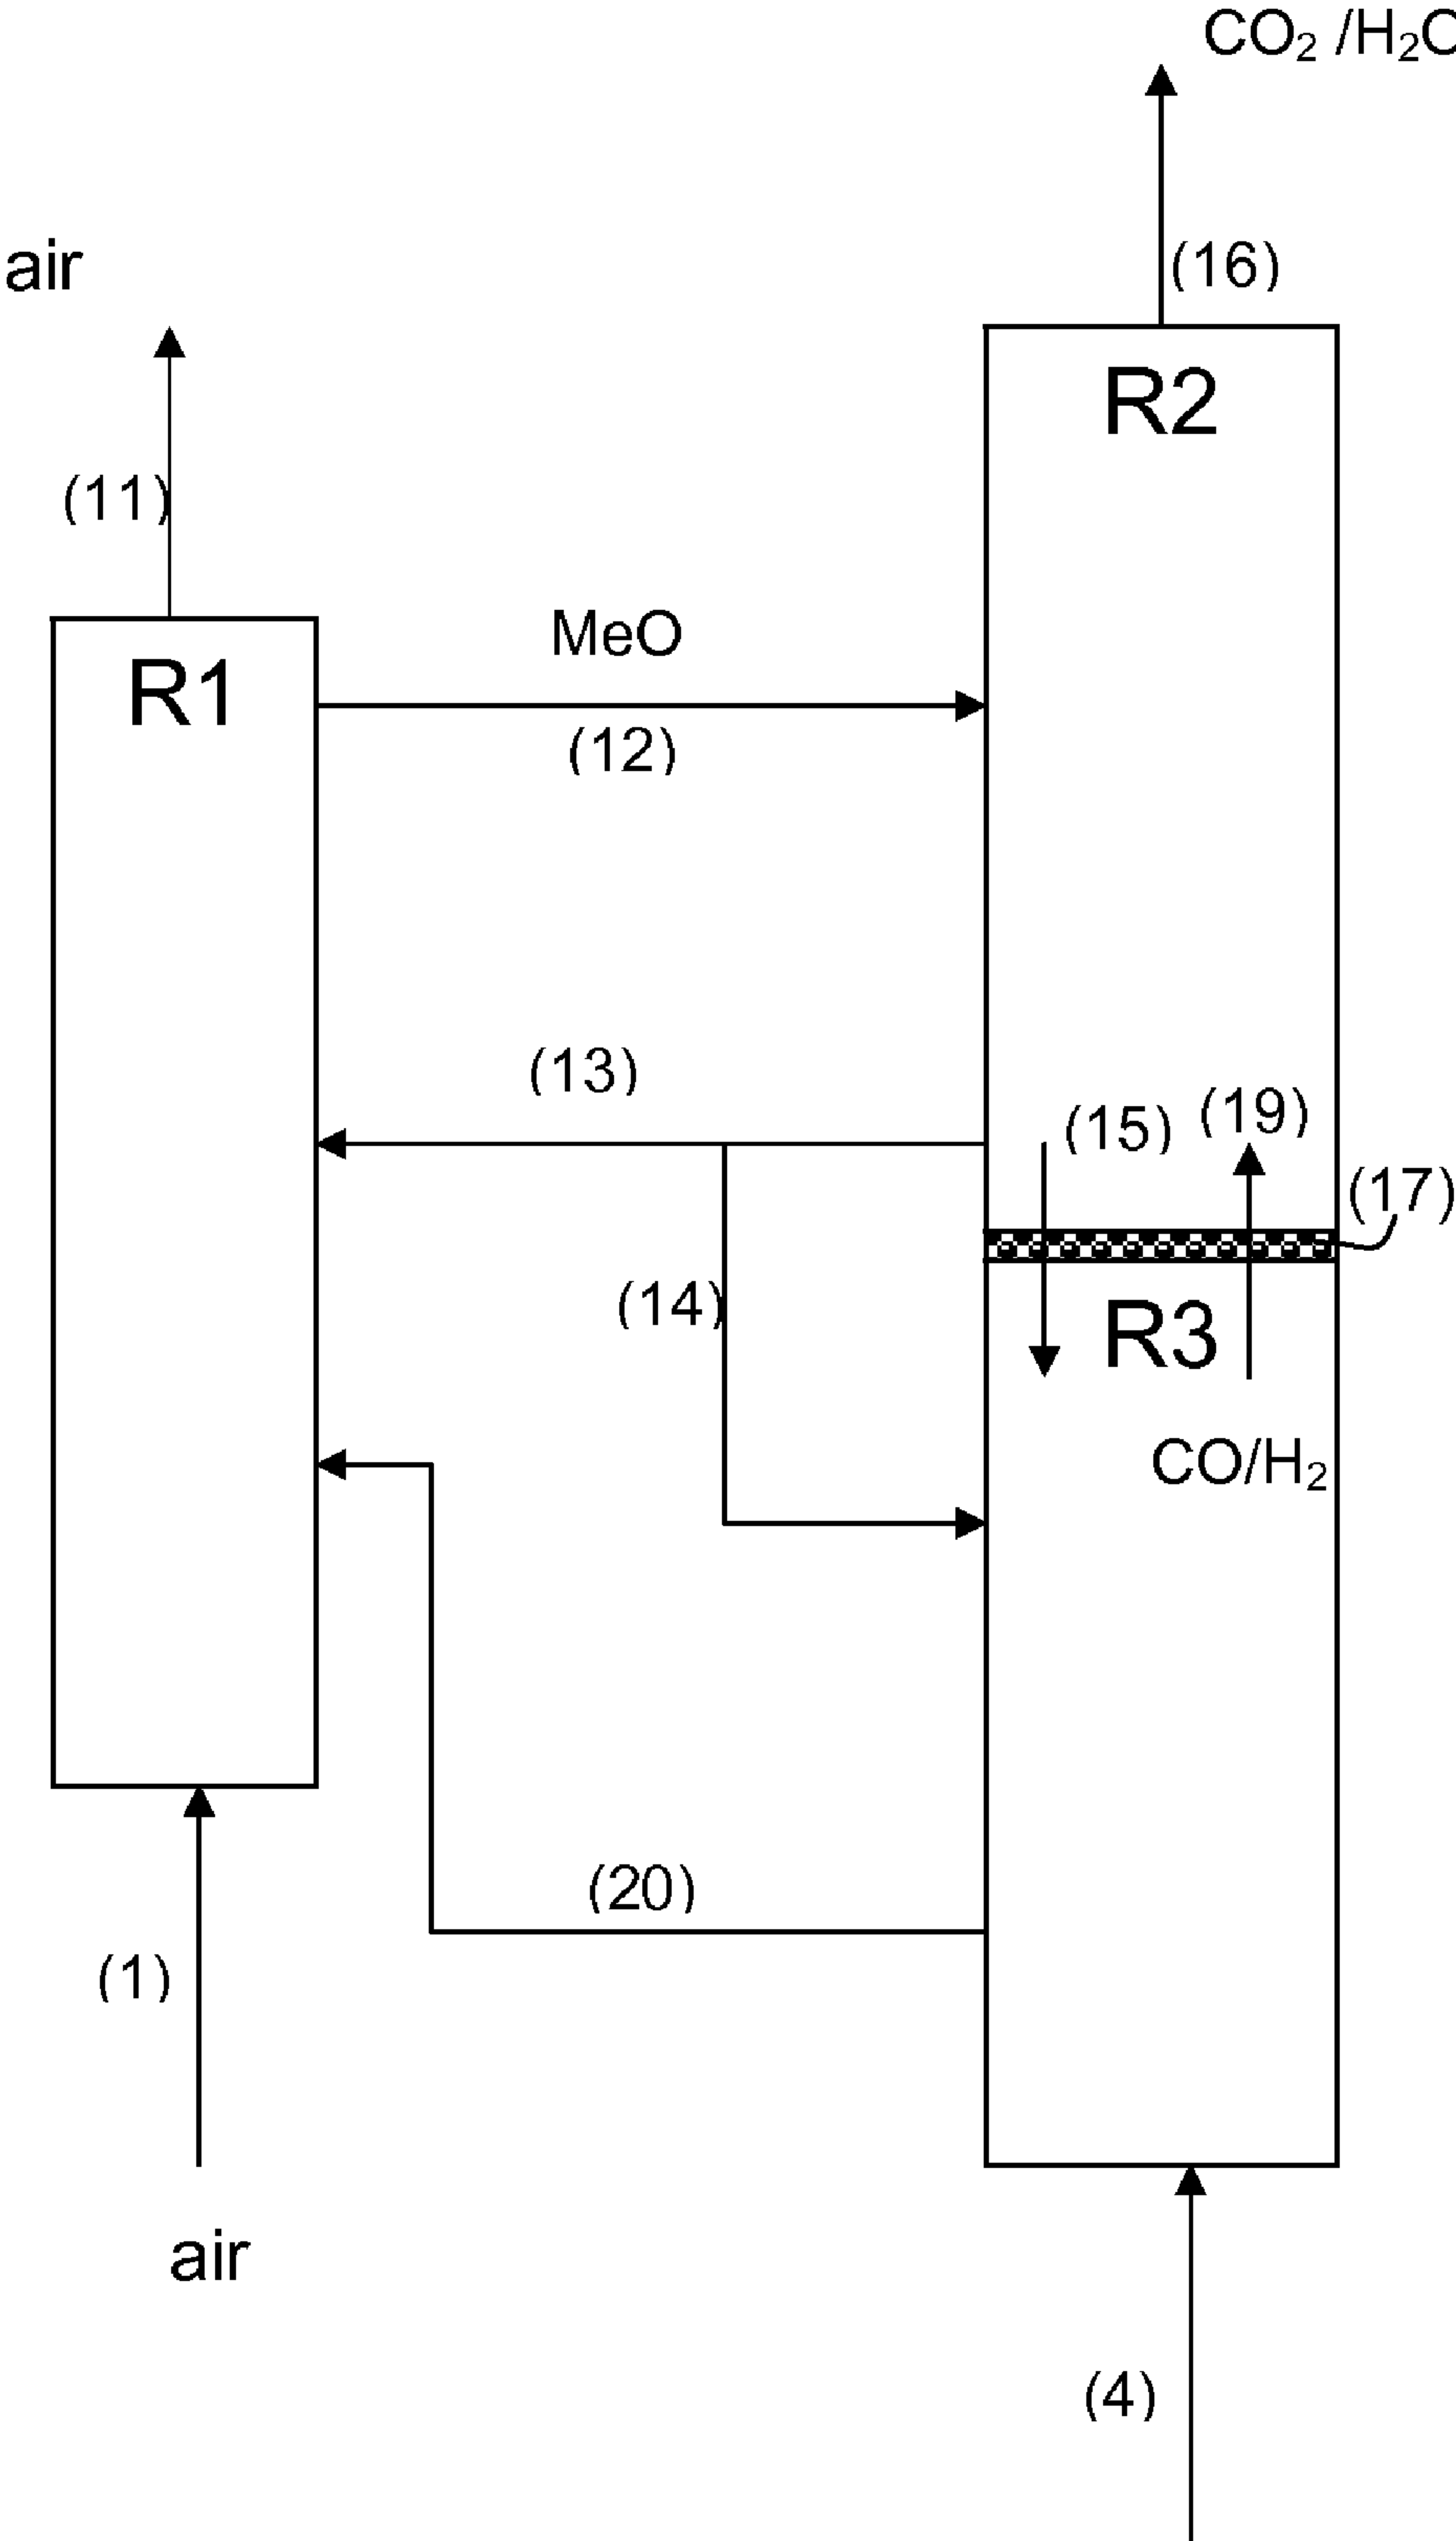 CO₂ /H₂O
air
(16)
R2
(11)
MeO
R1
(12)
(13)
(15)
(19)
(17)
(14)
R3
CO/H₂
(20)
(1)
air
(4)